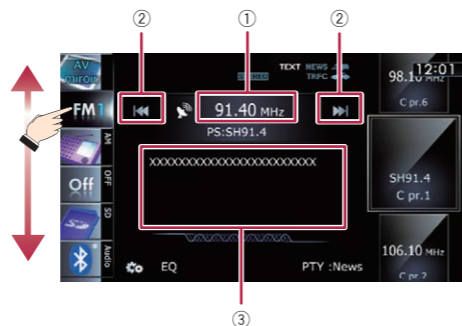 ② ① ②
AV
mirori
FM1
AM
Off
OFF
SD
Audio
TEXT NEWS
STEREO TRFC
12:01
98.10 MHz
C pr.6
91.40 MHz
PS:SH91.4
XXXXXXXXXXXXXXXXXXXXXXXX
SH91.4
C pr.1
EQ
PTY :News
106.10 MHz
C pr.2
③